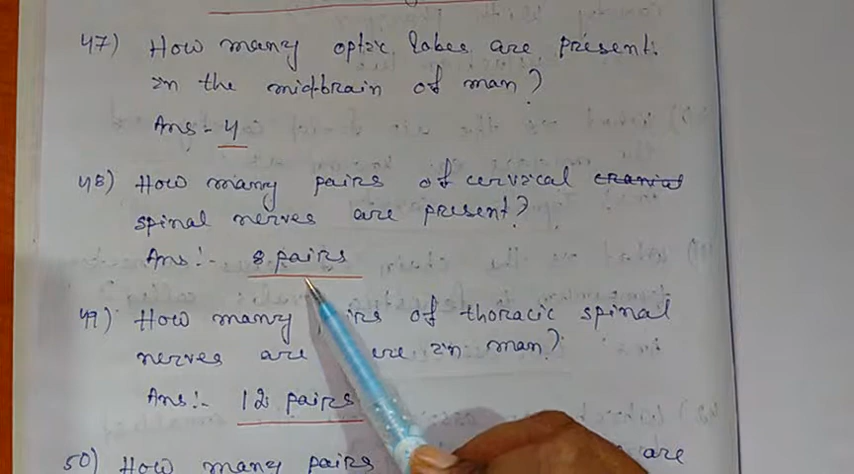 47) How many optic lobes are present
in the midbrain of man?
Ans:- 4
48) How many pairs of cervical cranial
spinal nerves are present?
Ans:- 8 pairs
49) How many irs of thoracic spinal
nerves are ere in man?
Ans:- 12 pairs
50) How many pairs are